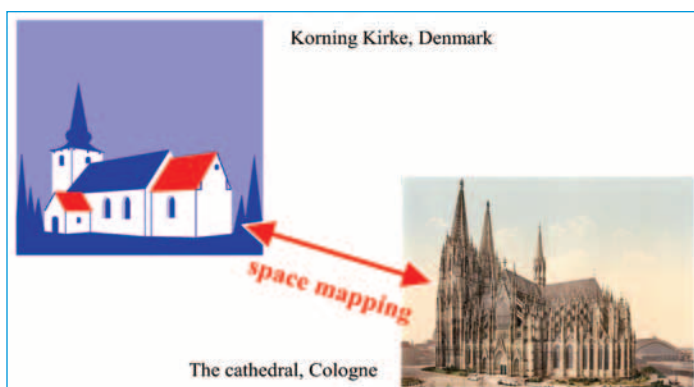 Korning Kirke, Denmark
space mapping
The cathedral, Cologne